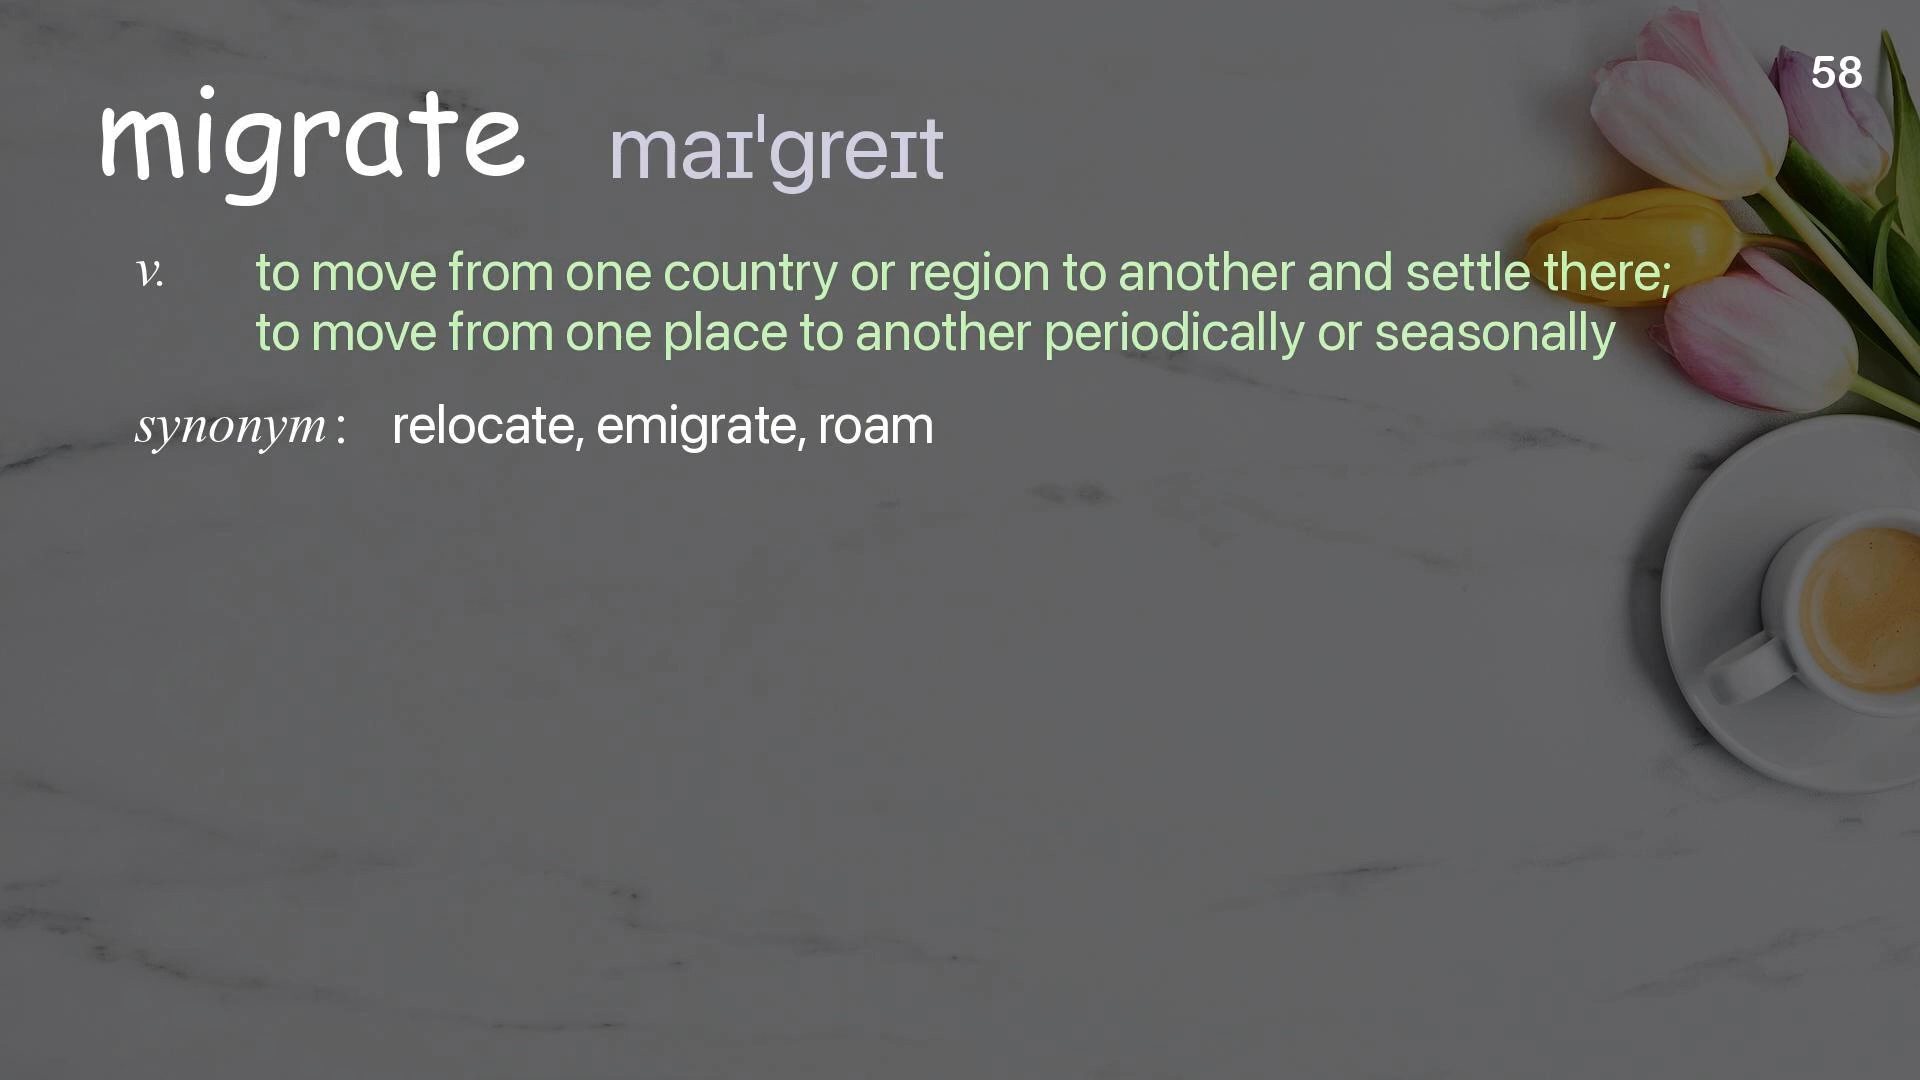 58
migrate maɪˈgreɪt
v. to move from one country or region to another and settle there;
to move from one place to another periodically or seasonally
synonym : relocate, emigrate, roam